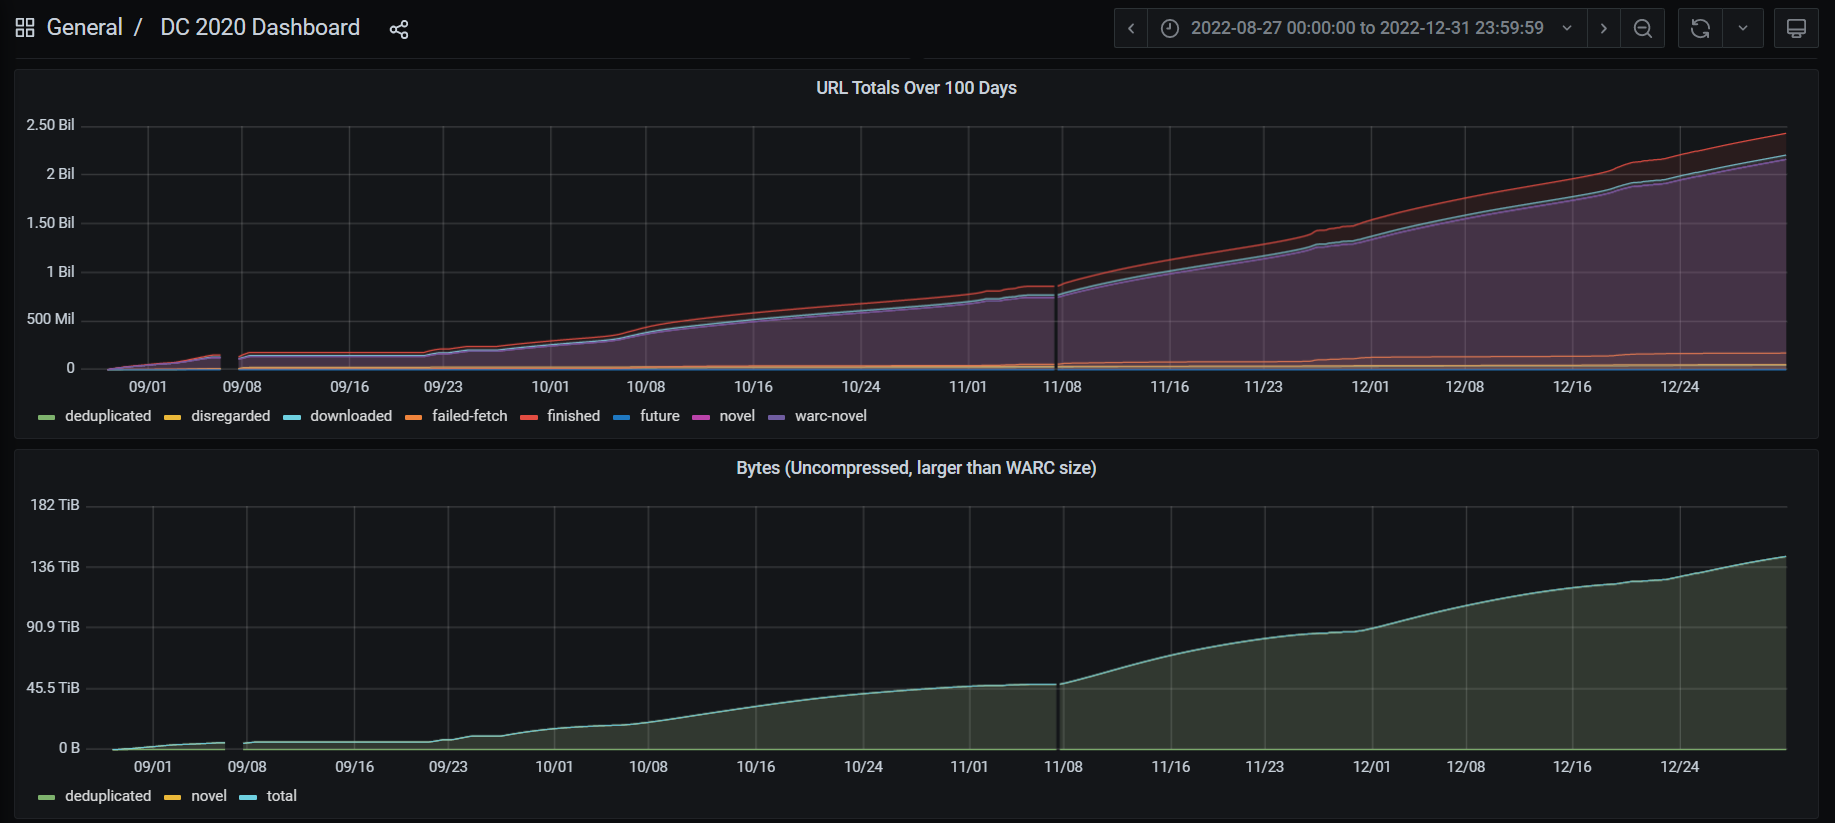 General / DC 2020 Dashboard
2022-08-27 00:00:00 to 2022-12-31 23:59:59
URL Totals Over 100 Days
2.50 Bil
2 Bil
1.50 Bil
1 Bil
500 Mil
0
09/01 09/08 09/16 09/23 10/01 10/08 10/16 10/24 11/01 11/08 11/16 11/23 12/01 12/08 12/16 12/24
deduplicated disregarded downloaded failed-fetch finished future novel warc-novel
Bytes (Uncompressed, larger than WARC size)
182 TiB
136 TiB
90.9 TiB
45.5 TiB
0 B
09/01 09/08 09/16 09/23 10/01 10/08 10/16 10/24 11/01 11/08 11/16 11/23 12/01 12/08 12/16 12/24
deduplicated novel total